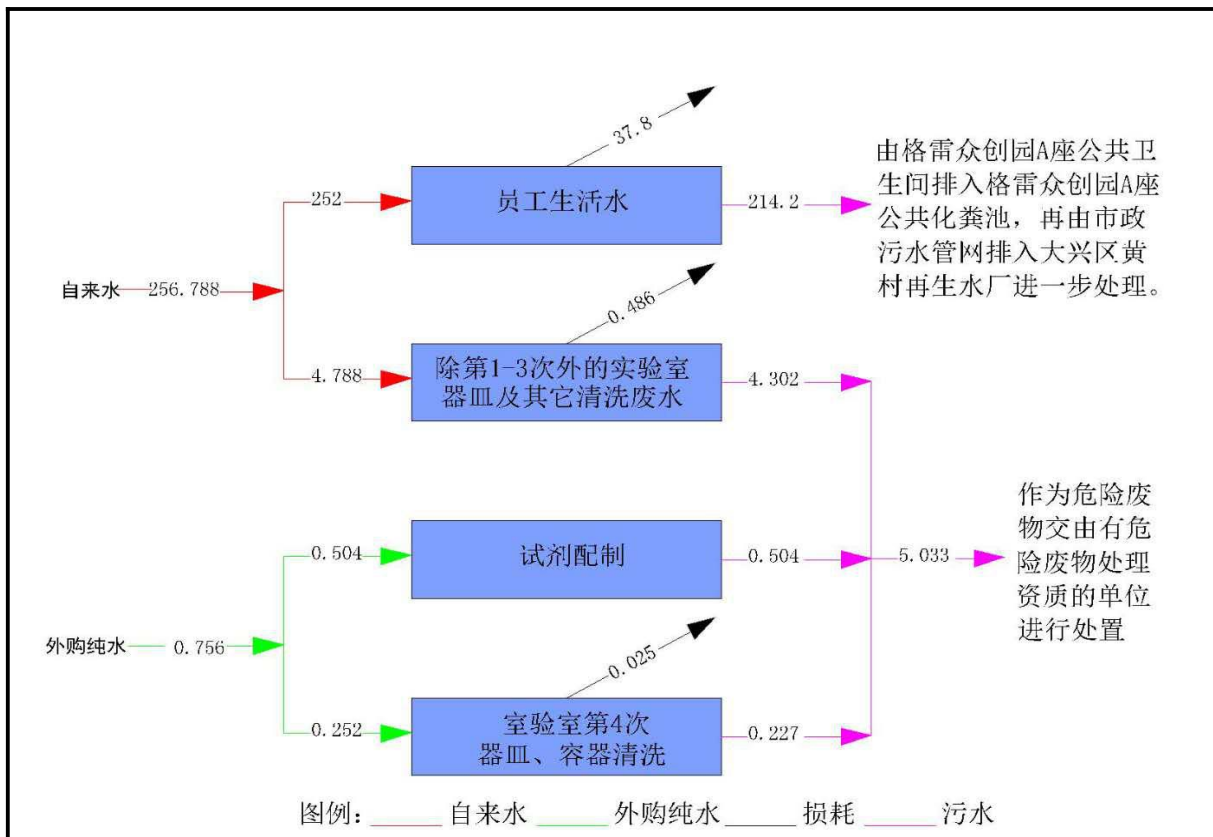 37.8
252
员工生活水
214.2
由格雷众创园A座公共卫
生间排入格雷众创园A座
公共化粪池，再由市政
污水管网排入大兴区黄
村再生水厂进一步处理。
自来水
256.788
0.486
4.788
除第1-3次外的实验室
器皿及其它清洗废水
4.302
0.504
试剂配制
0.504
5.033
作为危险废
物交由有危
险废物处理
资质的单位
进行处置
外购纯水
0.756
0.025
0.252
室验室第4次
器皿、容器清洗
0.227
图例： 自来水 外购纯水 损耗 污水